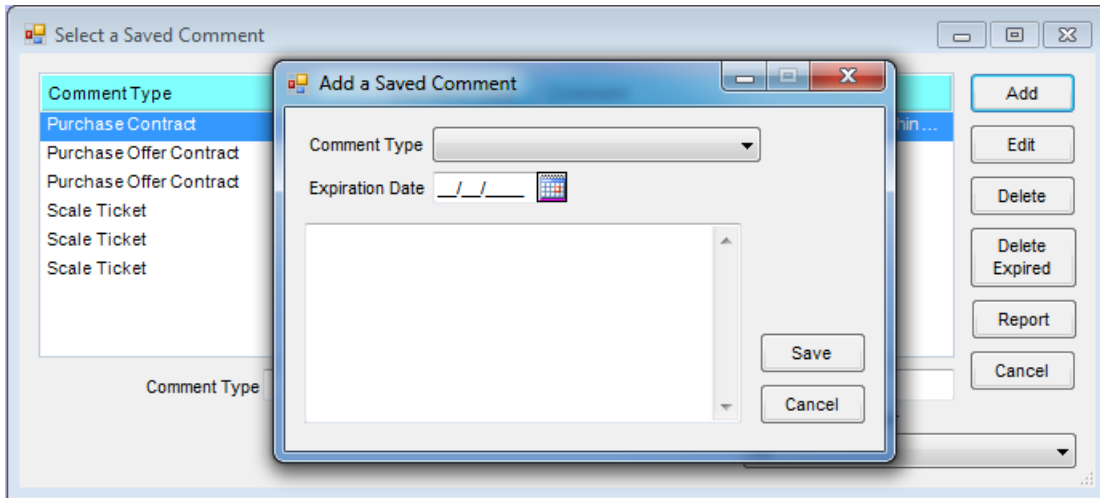 Select a Saved Comment
Comment Type
Purchase Contract
hin ...
Purchase Offer Contract
Purchase Offer Contract
Scale Ticket
Scale Ticket
Scale Ticket
Comment Type
Add
Edit
Delete
Delete
Expired
Report
Cancel
Add a Saved Comment
Comment Type
Expiration Date __/__/____
Save
Cancel